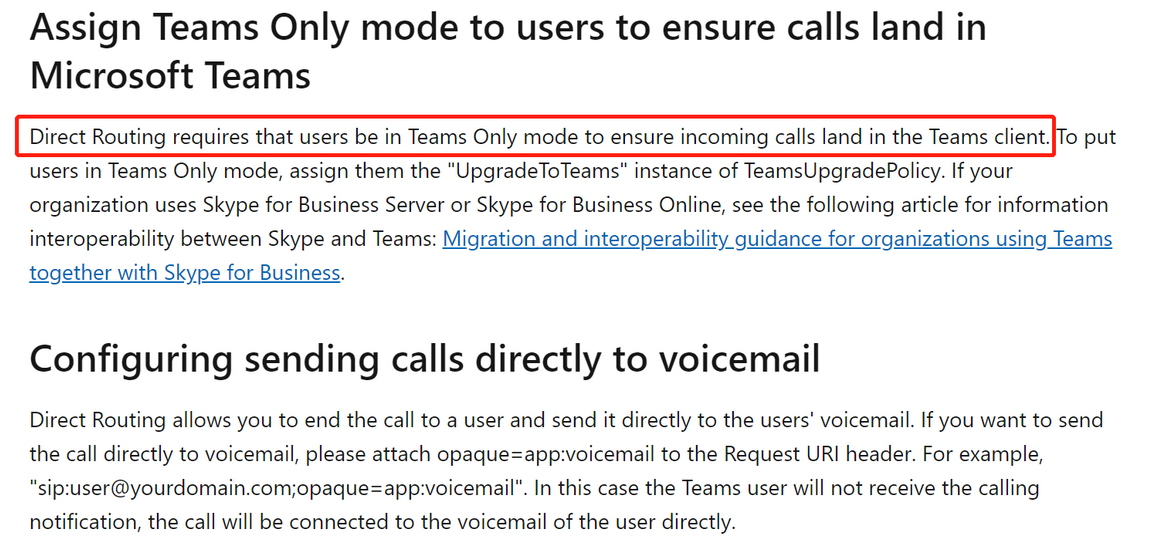 Assign Teams Only mode to users to ensure calls land in
Microsoft Teams
Direct Routing requires that users be in Teams Only mode to ensure incoming calls land in the Teams client. To put
users in Teams Only mode, assign them the "UpgradeToTeams" instance of TeamsUpgradePolicy. If your
organization uses Skype for Business Server or Skype for Business Online, see the following article for information
interoperability between Skype and Teams: Migration and interoperability guidance for organizations using Teams
together with Skype for Business.
Configuring sending calls directly to voicemail
Direct Routing allows you to end the call to a user and send it directly to the users' voicemail. If you want to send
the call directly to voicemail, please attach opaque=app:voicemail to the Request URI header. For example,
"sip:user@yourdomain.com;opaque=app:voicemail". In this case the Teams user will not receive the calling
notification, the call will be connected to the voicemail of the user directly.